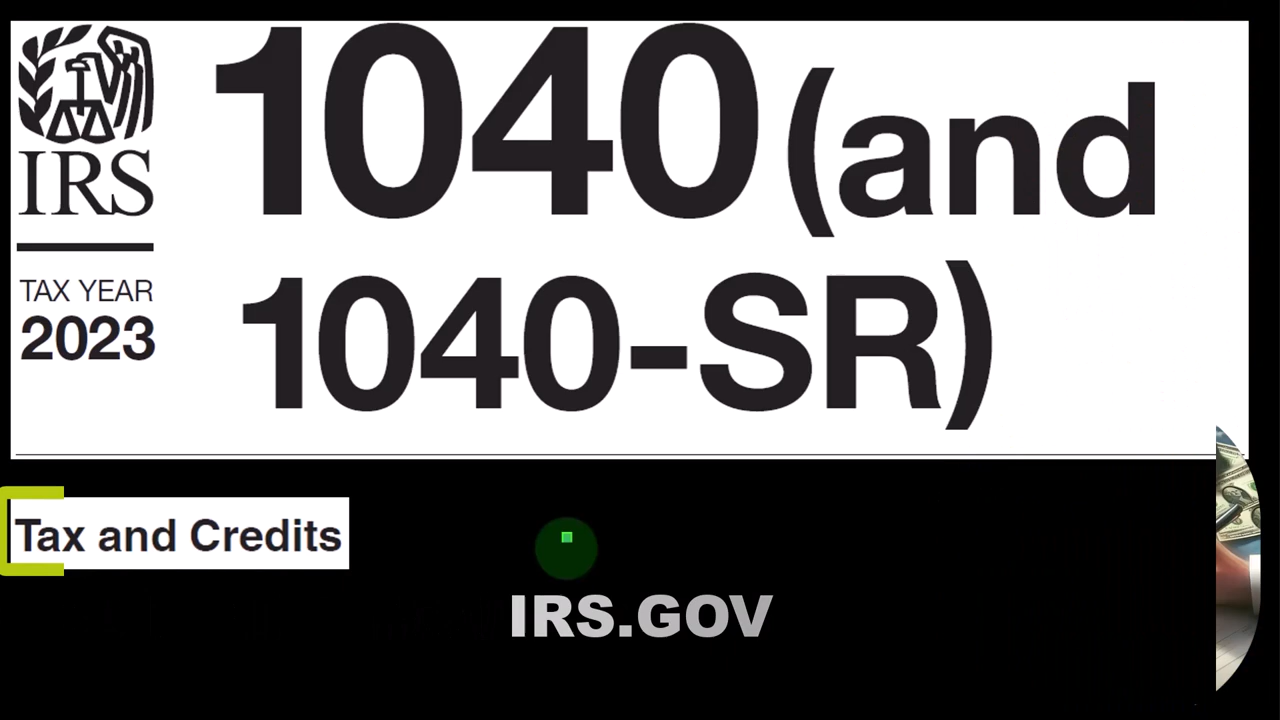 1040 (and
1040-SR)
IRS
TAX YEAR
2023
Tax and Credits
IRS.GOV